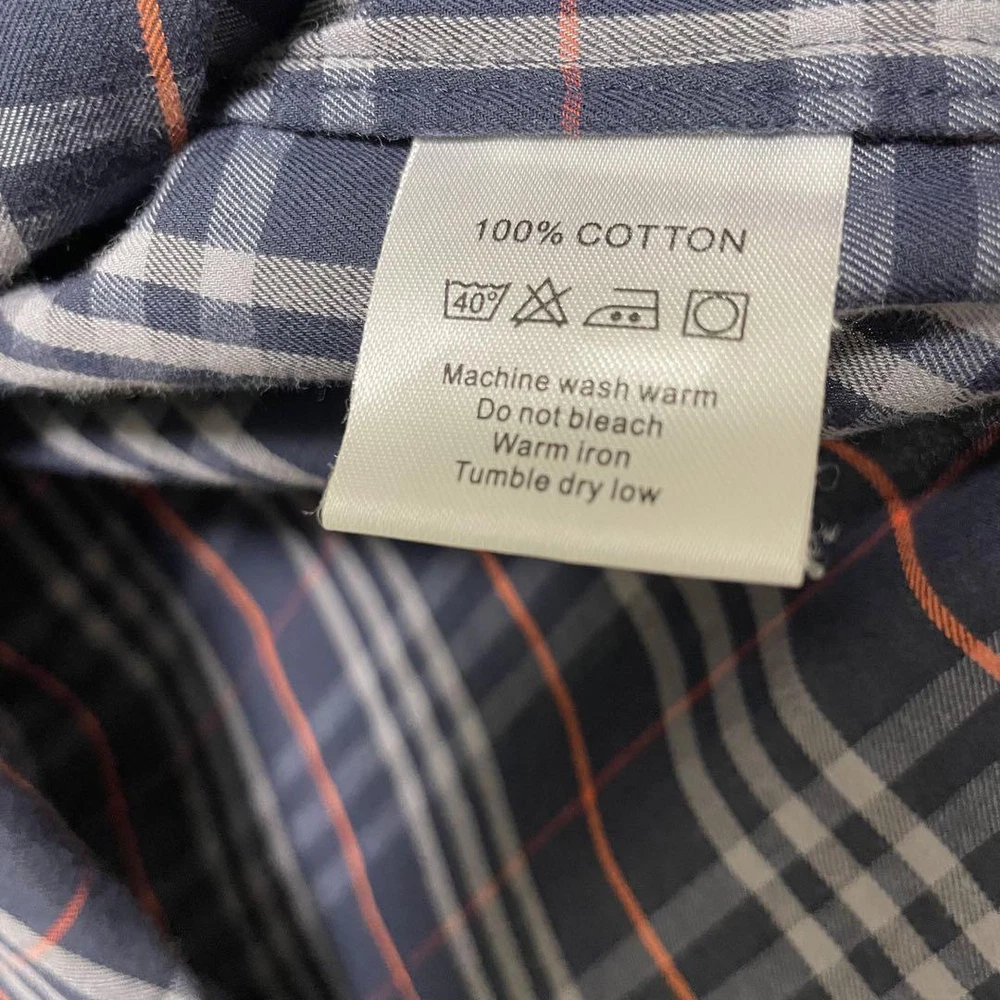 100% COTTON
40°
Machine wash warm
Do not bleach
Warm iron
Tumble dry low